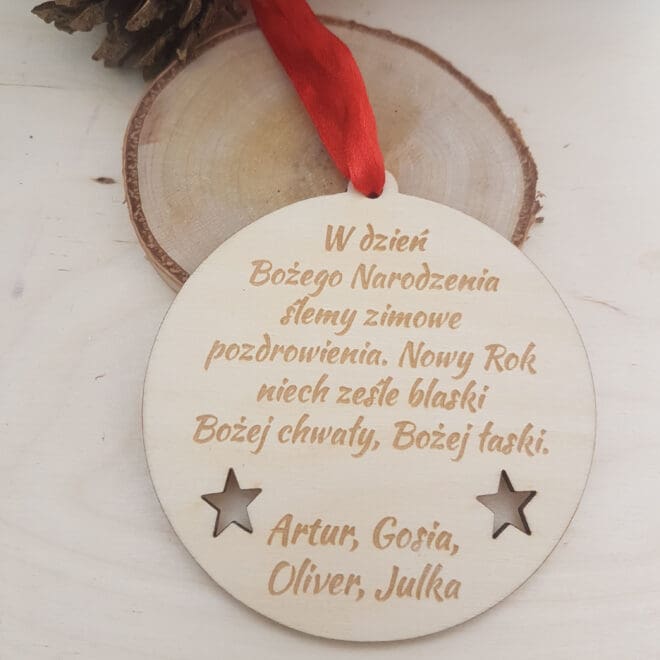 W dzień
Bożego Narodzenia
ślemy zimowe
pozdrowienia. Nowy Rok
niech ześle blaski
Bożej chwały, Bożej łaski.
Artur, Gosia,
Oliver, Julka